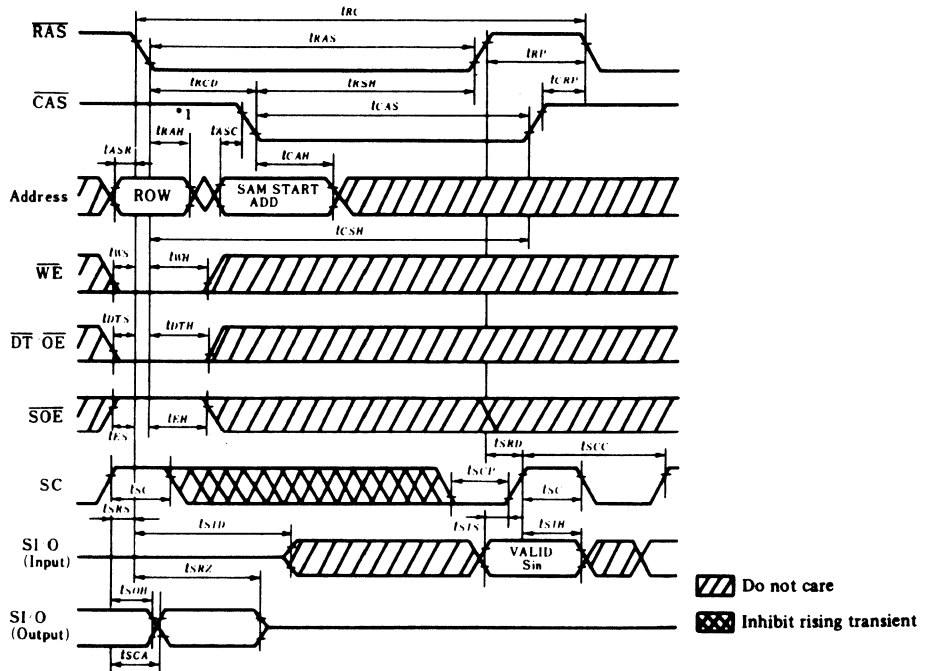 tRC
RAS
tRAS
tRP
tRCD
tRSH
tCRP
CAS
tCAS
*1
tRAH
tASC
tASR
tCAH
Address
ROW
SAM START
ADD
tCSH
tWS
tWH
WE
tDTS
tDTH
DT·OE
SOE
tES
tEH
tSRD
tSCC
SC
tSC
tSCP
tSC
tSRS
tSID
tSIS
tSIH
SI·O
(Input)
VALID
Sin
tSRZ
tSOH
SI·O
(Output)
tSCA
Do not care
Inhibit rising transient